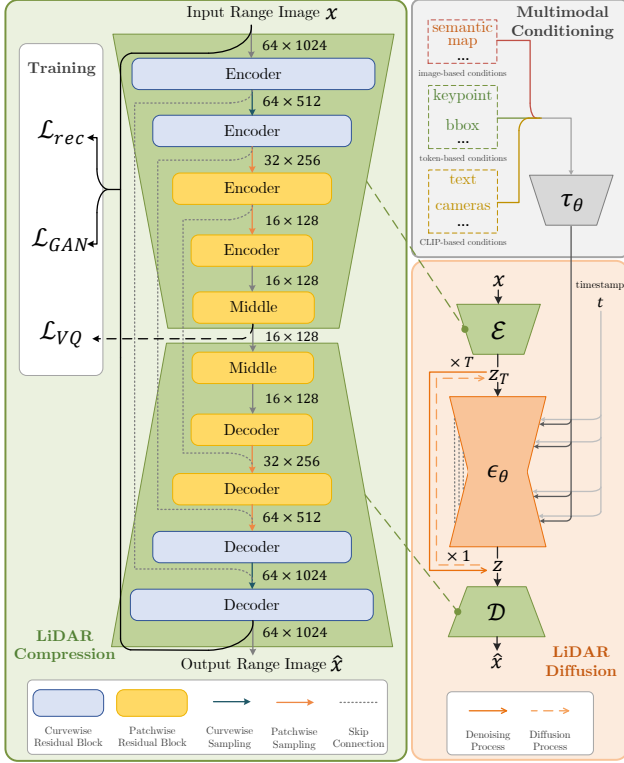 Input Range Image x
64 × 1024
Training
Encoder
64 × 512
ℒrec
Encoder
32 × 256
Encoder
16 × 128
ℒGAN
Encoder
16 × 128
Middle
ℒVQ
16 × 128
Middle
16 × 128
Decoder
32 × 256
Decoder
64 × 512
Decoder
64 × 1024
Decoder
64 × 1024
LiDAR
Compression
Output Range Image x̂
Curvewise
Residual Block
Patchwise
Residual Block
Curvewise
Sampling
Patchwise
Sampling
Skip
Connection
Multimodal
Conditioning
semantic
map
...
image-based conditions
keypoint
bbox
...
token-based conditions
text
cameras
...
CLIP-based conditions
τθ
x
timestamp
t
ℰ
× T
zT
ϵθ
× 1
z
𝒟
x̂
LiDAR
Diffusion
Denoising
Process
Diffusion
Process